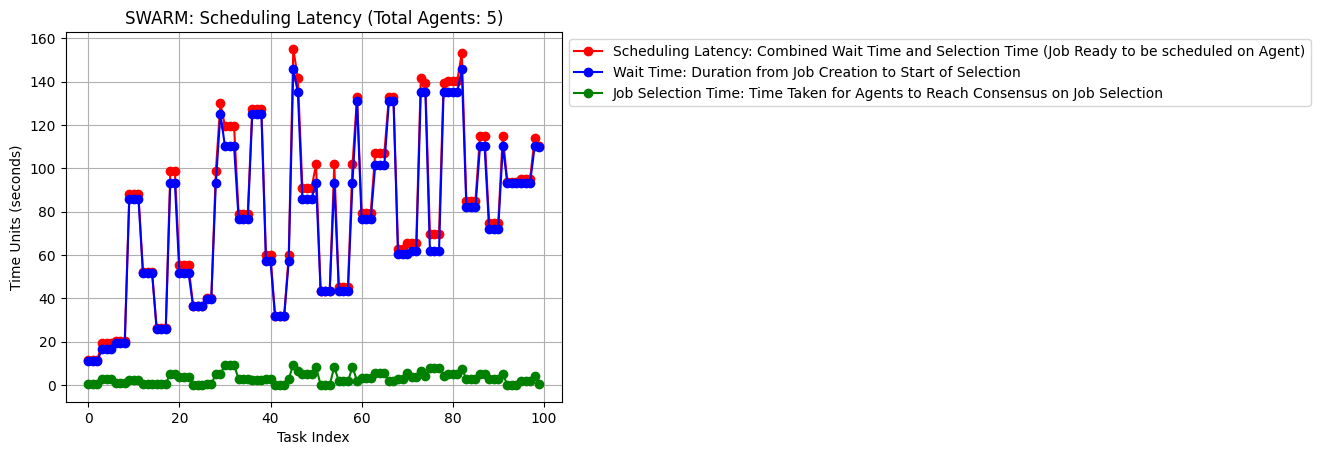 SWARM: Scheduling Latency (Total Agents: 5)
Scheduling Latency: Combined Wait Time and Selection Time (Job Ready to be scheduled on Agent)
Wait Time: Duration from Job Creation to Start of Selection
Job Selection Time: Time Taken for Agents to Reach Consensus on Job Selection
Time Units (seconds)
160
140
120
100
80
60
40
20
0
0 20 40 60 80 100
Task Index